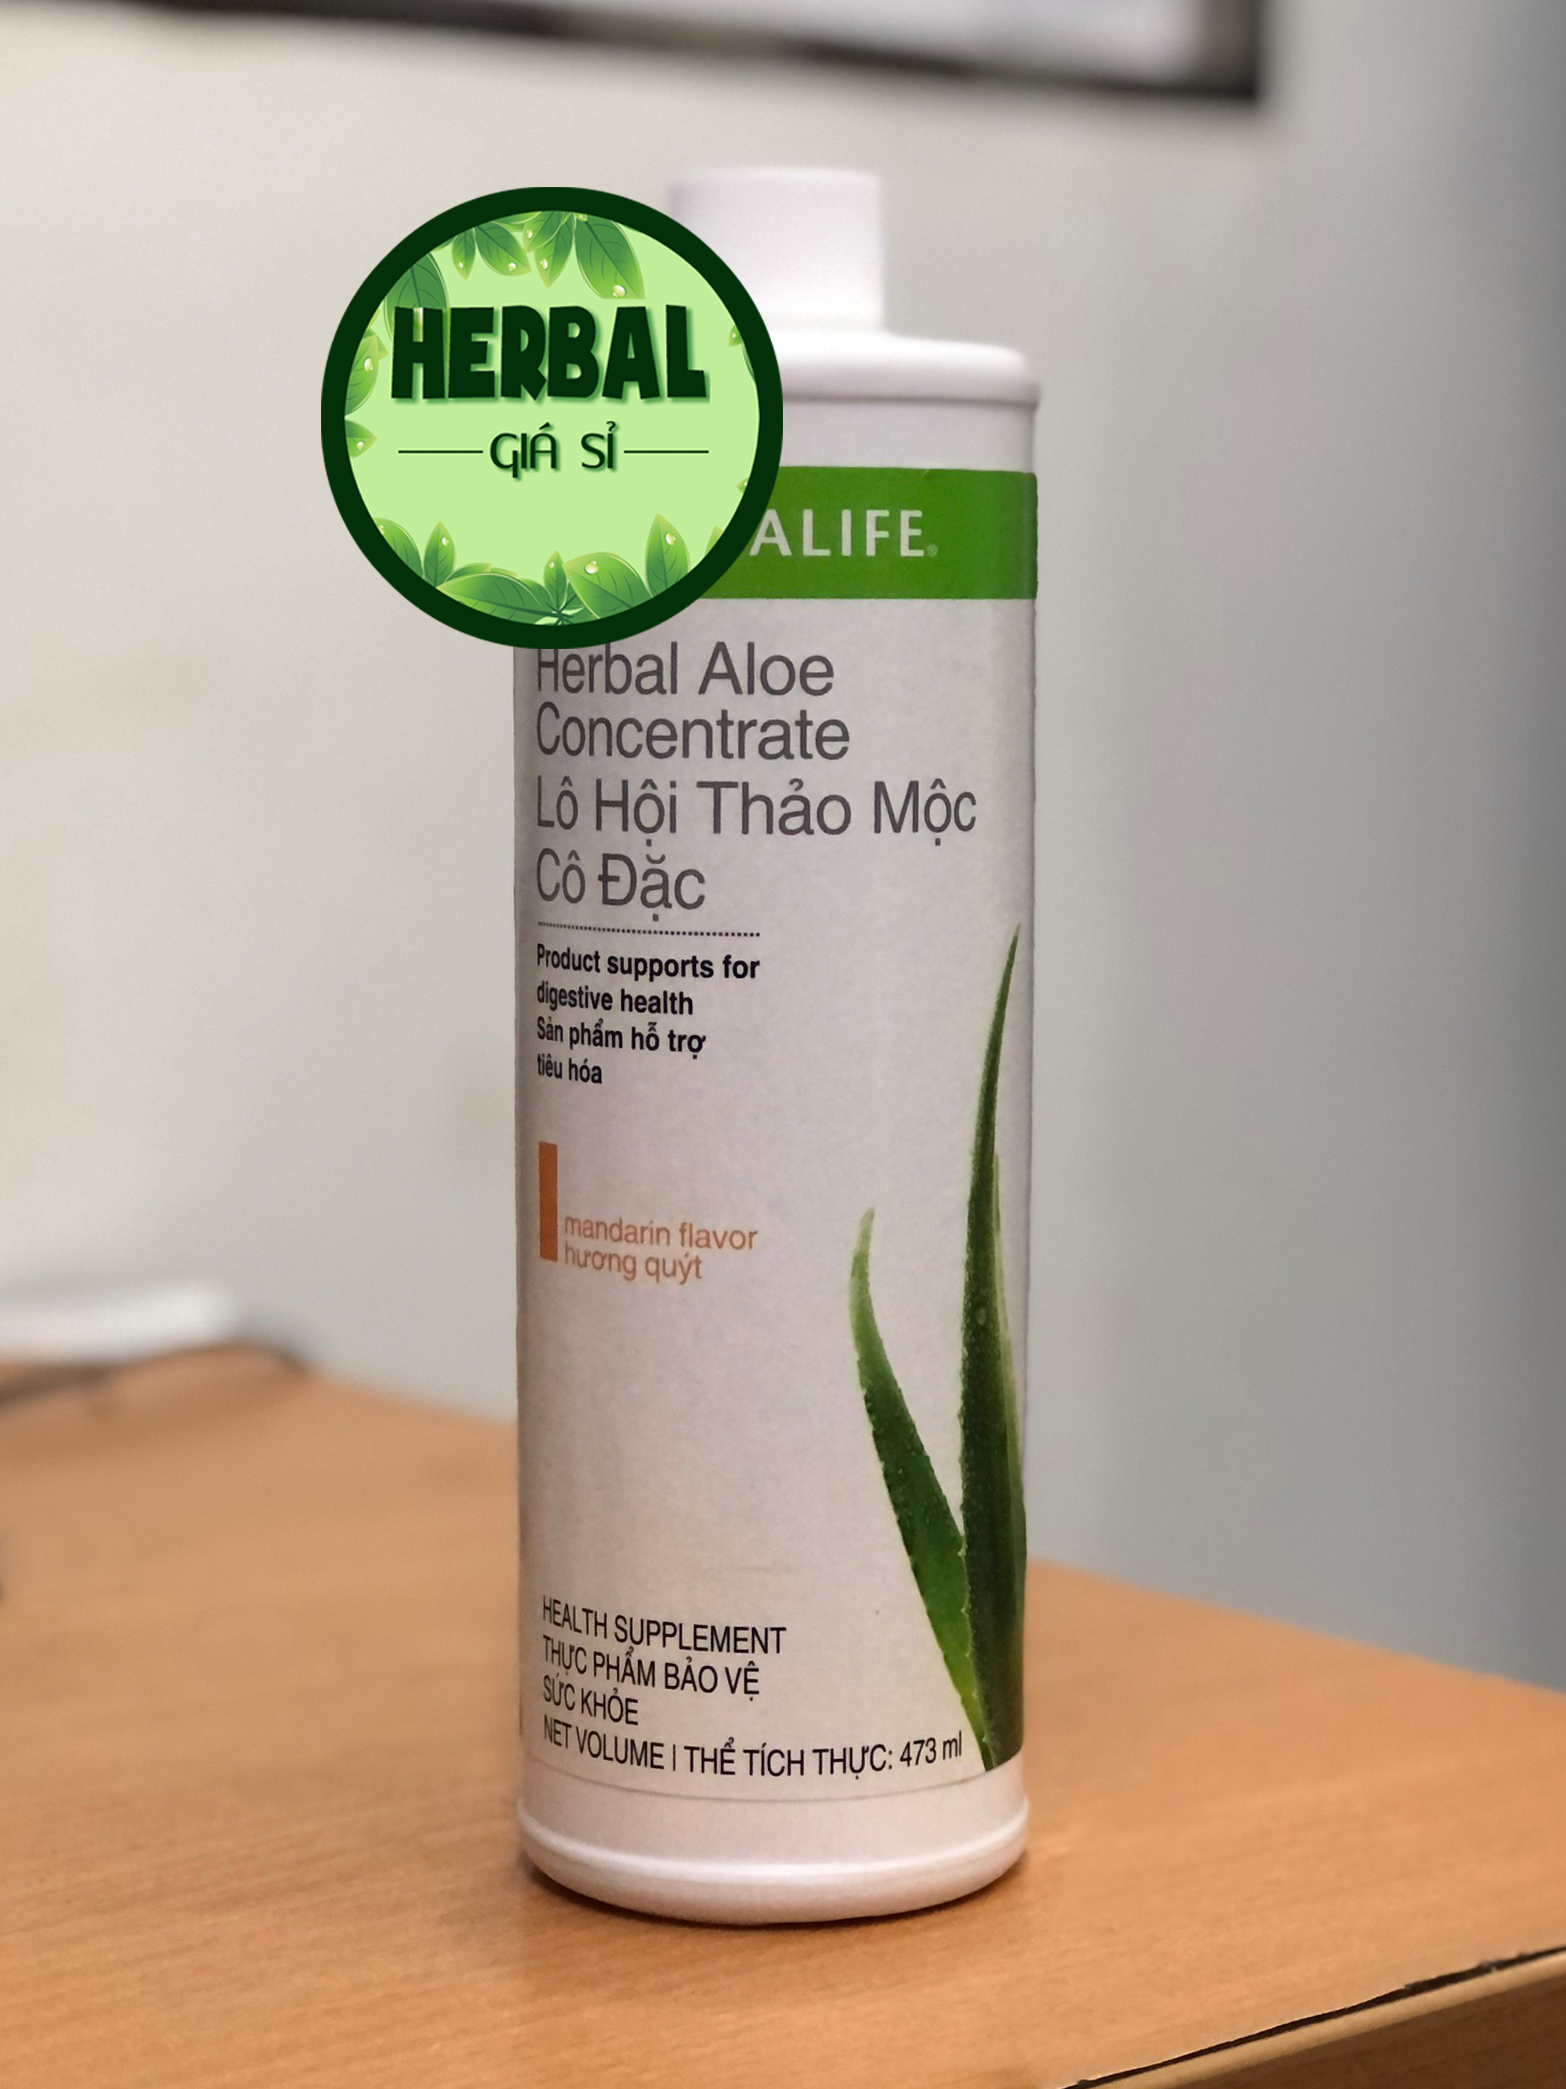 HERBAL
GIÁ SỈ
ALIFE®
Herbal Aloe
Concentrate
Lô Hội Thảo Mộc
Cô Đặc
Product supports for
digestive health
Sản phẩm hỗ trợ
tiêu hóa
mandarin flavor
hương quýt
HEALTH SUPPLEMENT
THỰC PHẨM BẢO VỆ
SỨC KHỎE
NET VOLUME | THỂ TÍCH THỰC: 473 ml